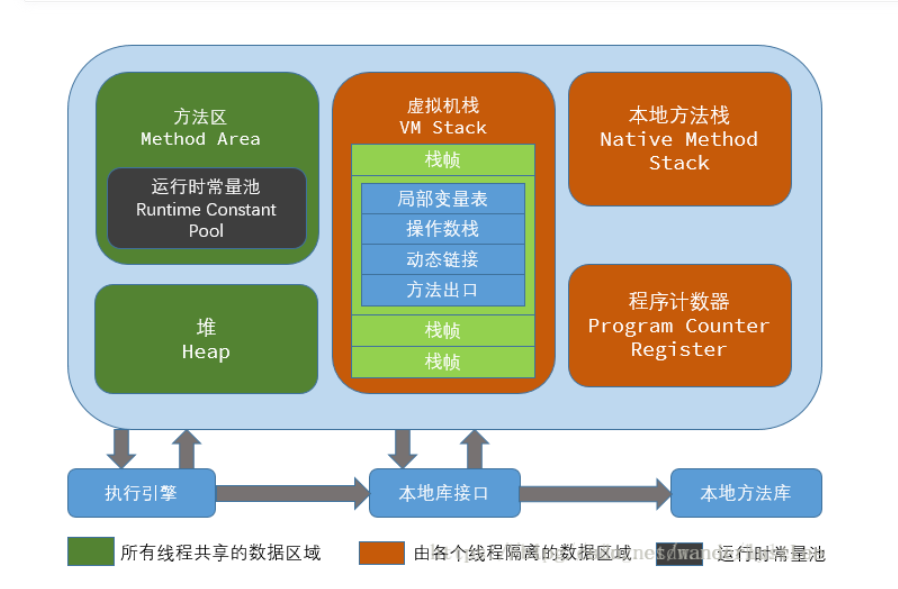 方法区
Method Area
运行时常量池
Runtime Constant
Pool
堆
Heap
虚拟机栈
VM Stack
栈帧
局部变量表
操作数栈
动态链接
方法出口
栈帧
栈帧
本地方法栈
Native Method
Stack
程序计数器
Program Counter
Register
执行引擎
本地库接口
本地方法库
所有线程共享的数据区域
由每个线程隔离的数据区域
运行时常量池